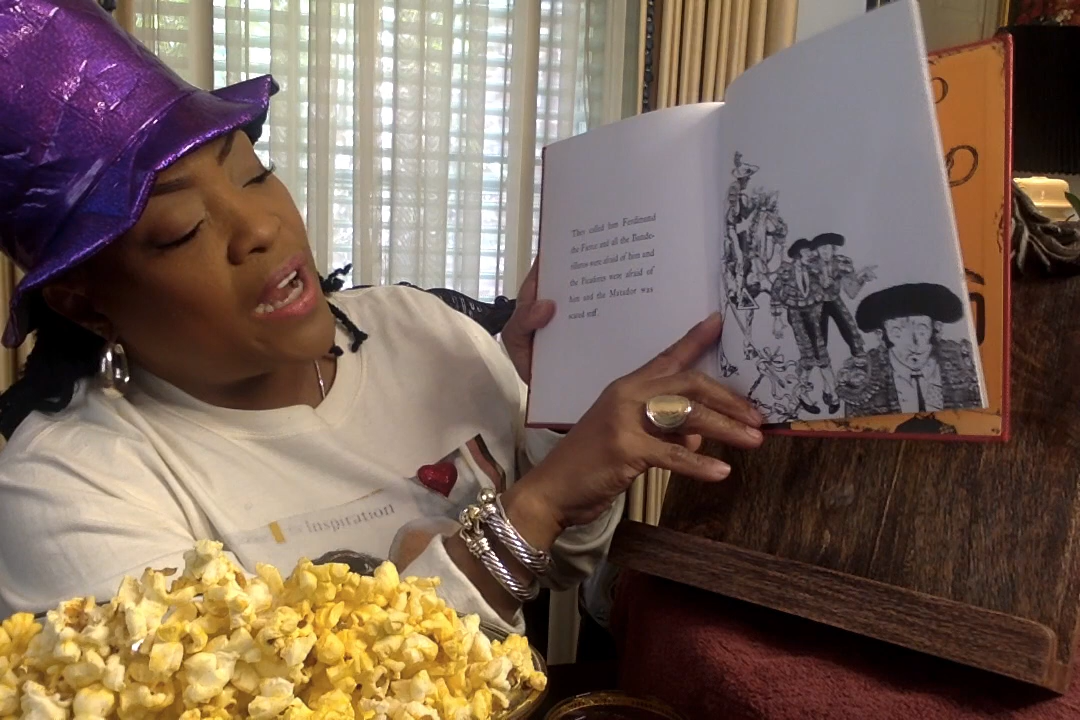 inspiration
They called him Ferdinand
the Fierce and all the Bande-
rilleros were afraid of him and
the Picadors were afraid of
him and the Matador was
scared stiff.